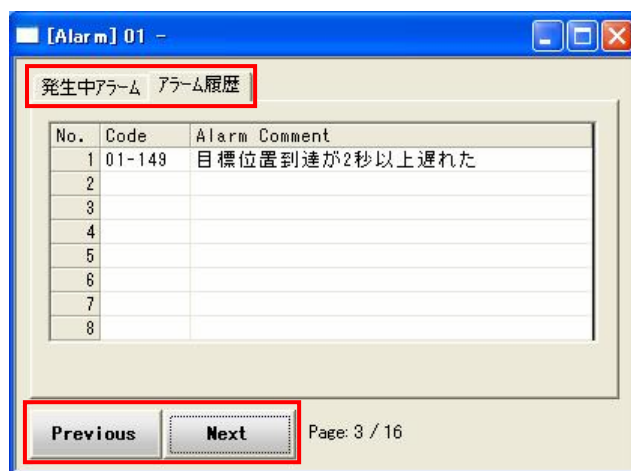 [Alarm] 01 -
発生中アラーム アラーム履歴
No. Code Alarm Comment
1 01-149 目標位置到達が2秒以上遅れた
2
3
4
5
6
7
8
Previous Next Page: 3 / 16